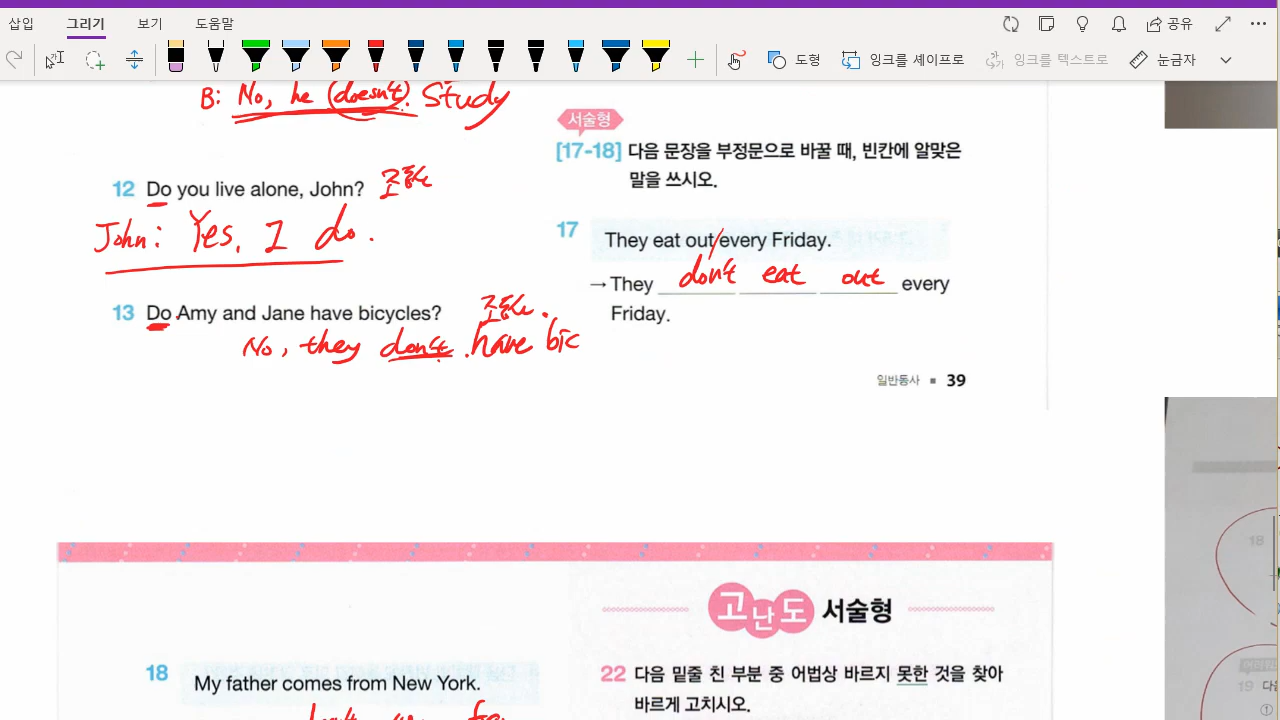 삽입 그리기 보기 도움말 공유
도형 잉크를 셰이프로 잉크를 텍스트로 눈금자
B: No, he (doesn't). Study
12 Do you live alone, John?
John: Yes, I do.
13 Do Amy and Jane have bicycles?
No, they don't. have bic
서술형
[17-18] 다음 문장을 부정문으로 바꿀 때, 빈칸에 알맞은
말을 쓰시오.
17
They eat out/every Friday.
→ They don't eat out every
Friday.
일반동사 ■ 39
18 My father comes from New York.
고난도 서술형
22 다음 밑줄 친 부분 중 어법상 바르지 못한 것을 찾아
바르게 고치시오.
18
19 다음
①